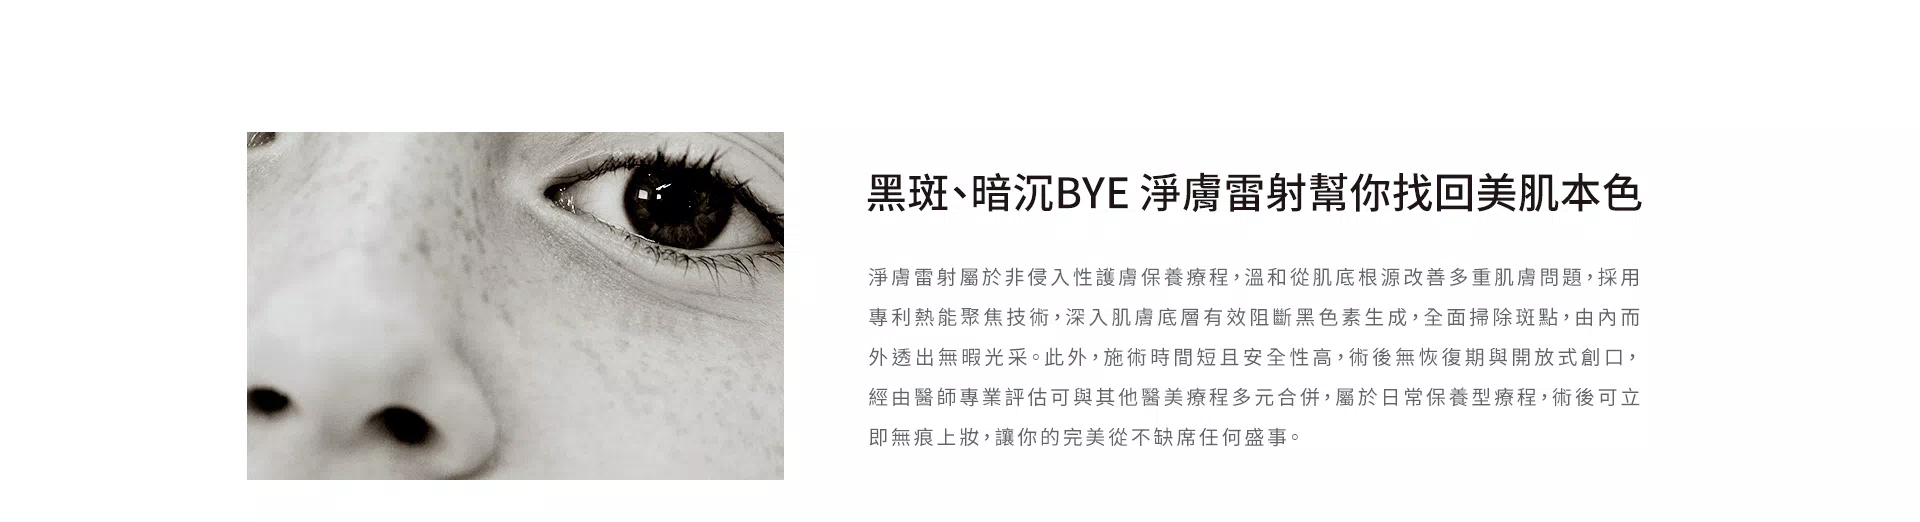 黑斑、暗沉BYE 淨膚雷射幫你找回美肌本色
淨膚雷射屬於非侵入性護膚保養療程，溫和從肌底根源改善多重肌膚問題，採用
專利熱能聚焦技術，深入肌膚底層有效阻斷黑色素生成，全面掃除斑點，由內而
外透出無暇光采。此外，施術時間短且安全性高，術後無恢復期與開放式創口，
經由醫師專業評估可與其他醫美療程多元合併，屬於日常保養型療程，術後可立
即無痕上妝，讓你的完美從不缺席任何盛事。